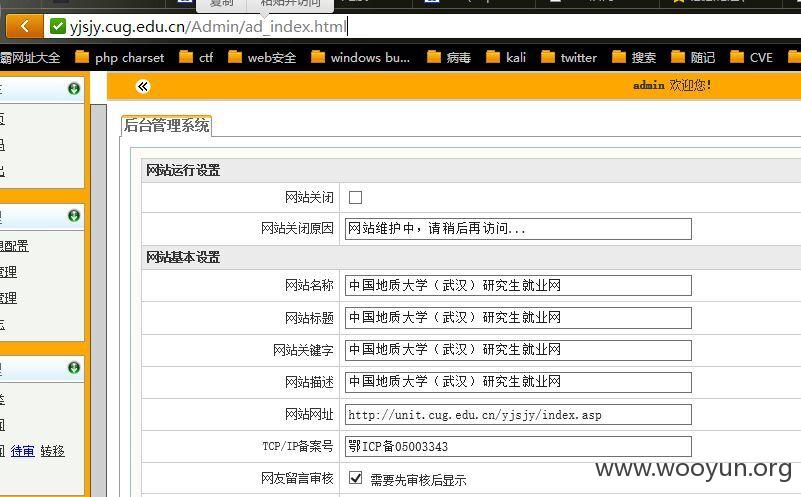 复制 粘贴并访问
yjsjy.cug.edu.cn/Admin/ad_index.html
霸网址大全 php charset ctf web安全 windows bu... 病毒 kali twitter 搜索 随记 CVE
admin 欢迎您!
后台管理系统
网站运行设置
网站关闭
网站关闭原因 网站维护中，请稍后再访问...
网站基本设置
网站名称 中国地质大学（武汉）研究生就业网
网站标题 中国地质大学（武汉）研究生就业网
网站关键字 中国地质大学（武汉）研究生就业网
网站描述 中国地质大学（武汉）研究生就业网
网站网址 http://unit.cug.edu.cn/yjsjy/index.asp
TCP/IP备案号 鄂ICP备05003343
网友留言审核 需要先审核后显示
配置
管理
管理
待审 转移
www.wooyun.org